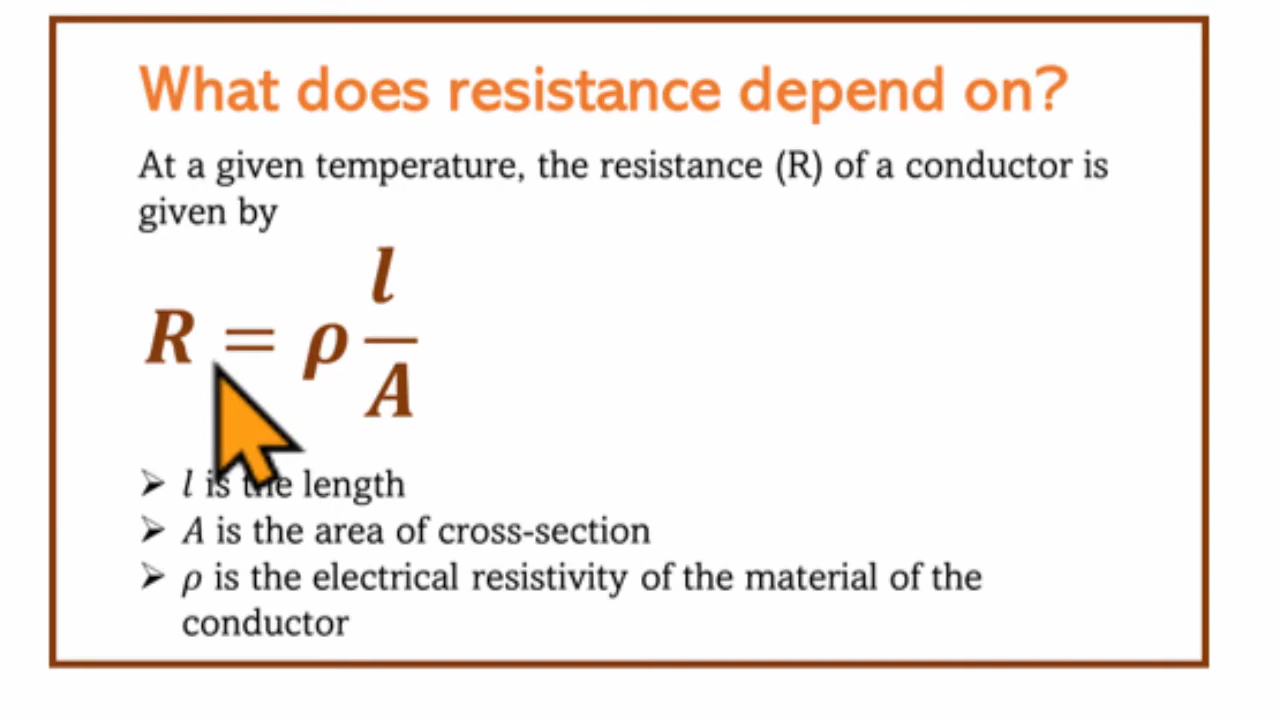 What does resistance depend on?
At a given temperature, the resistance (R) of a conductor is
given by
R = ρ l/A
➢ l is the length
➢ A is the area of cross-section
➢ ρ is the electrical resistivity of the material of the
conductor